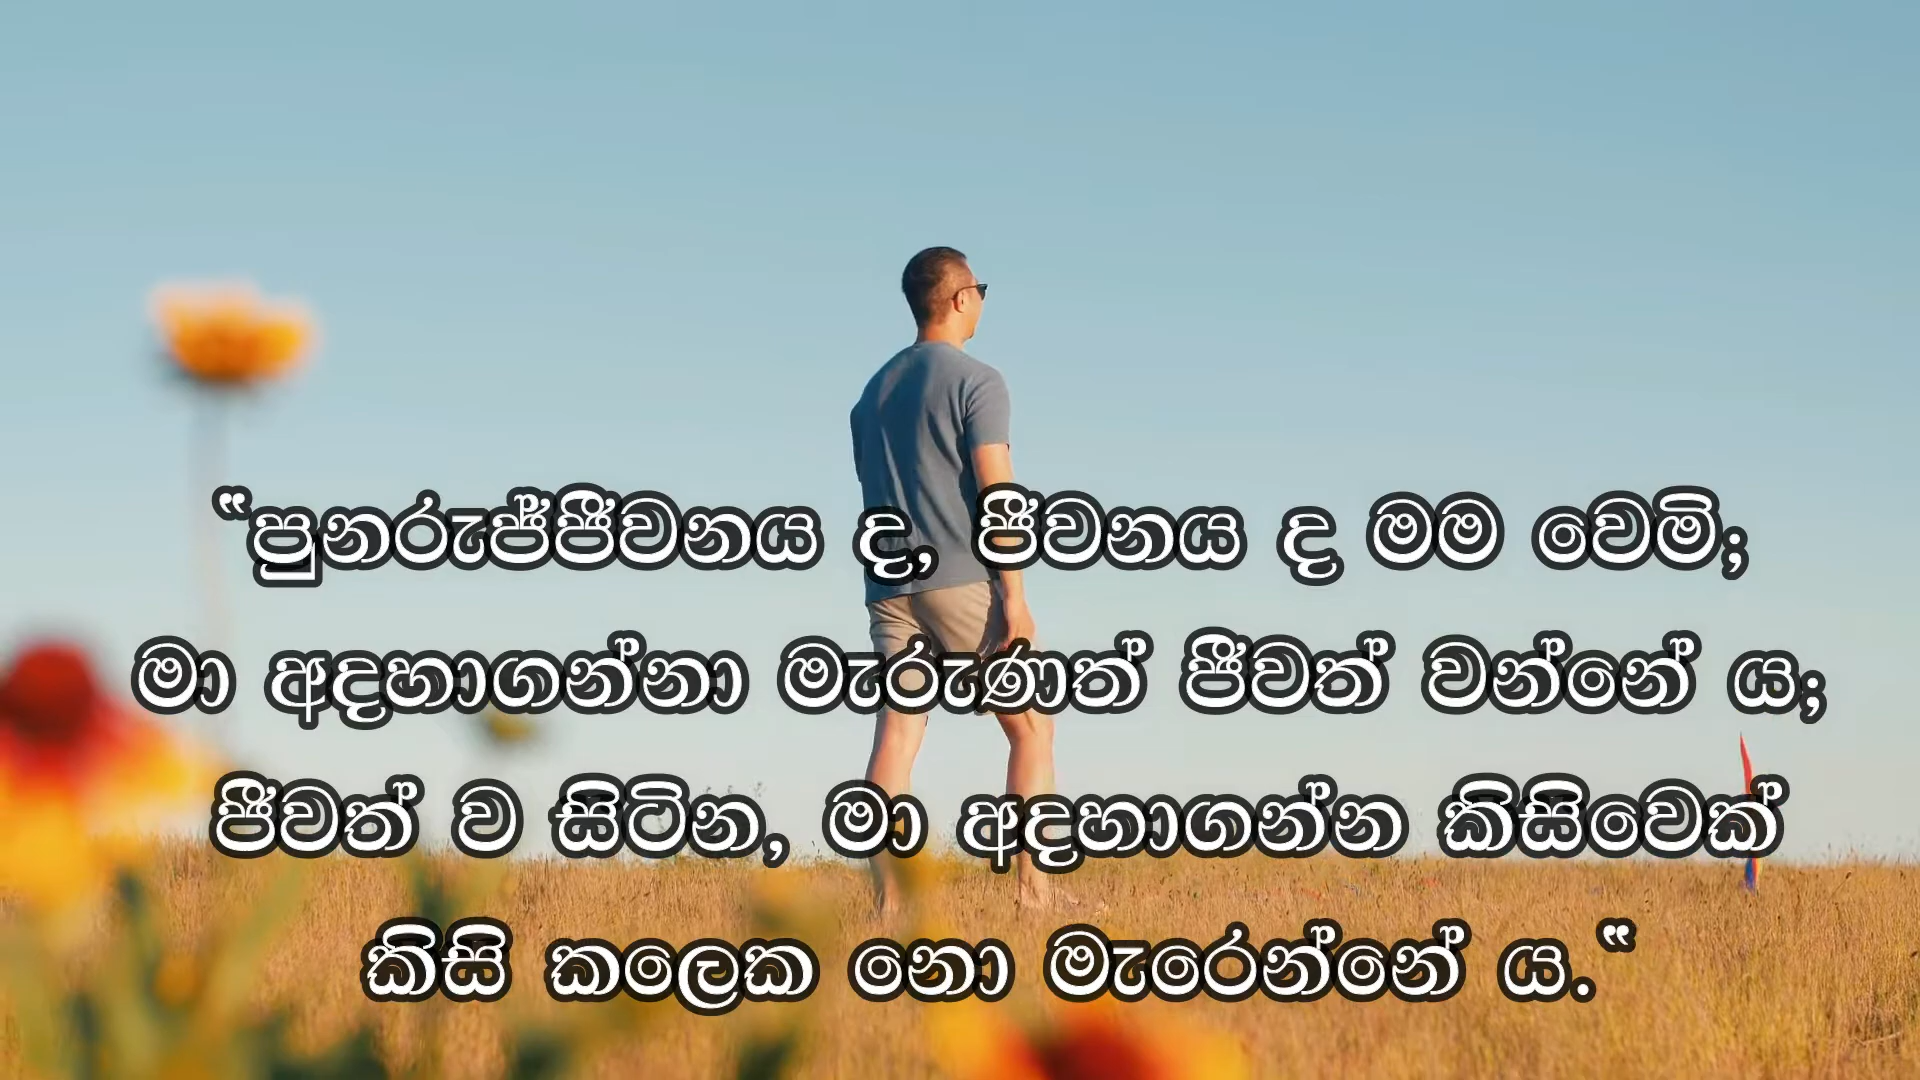 "පුනරුජ්ජීවනය ද, ජීවනය ද මම වෙමි;
මා අදහාගන්නා මැරුණත් ජීවත් වන්නේ ය;
ජීවත් ව සිටින, මා අදහාගන්න කිසිවෙක්
කිසි කලෙක නො මැරෙන්නේ ය."